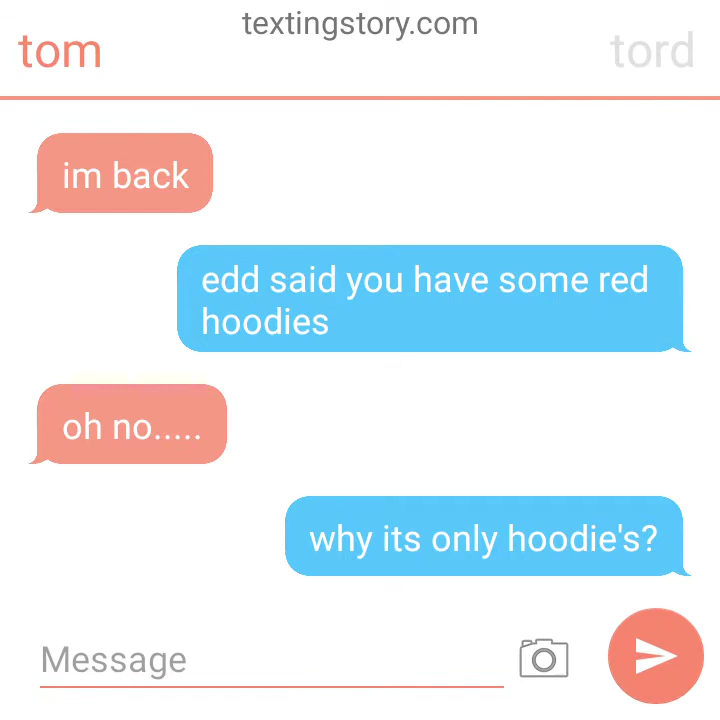 textingstory.com
tom
tord
im back
edd said you have some red
hoodies
oh no.....
why its only hoodie's?
Message